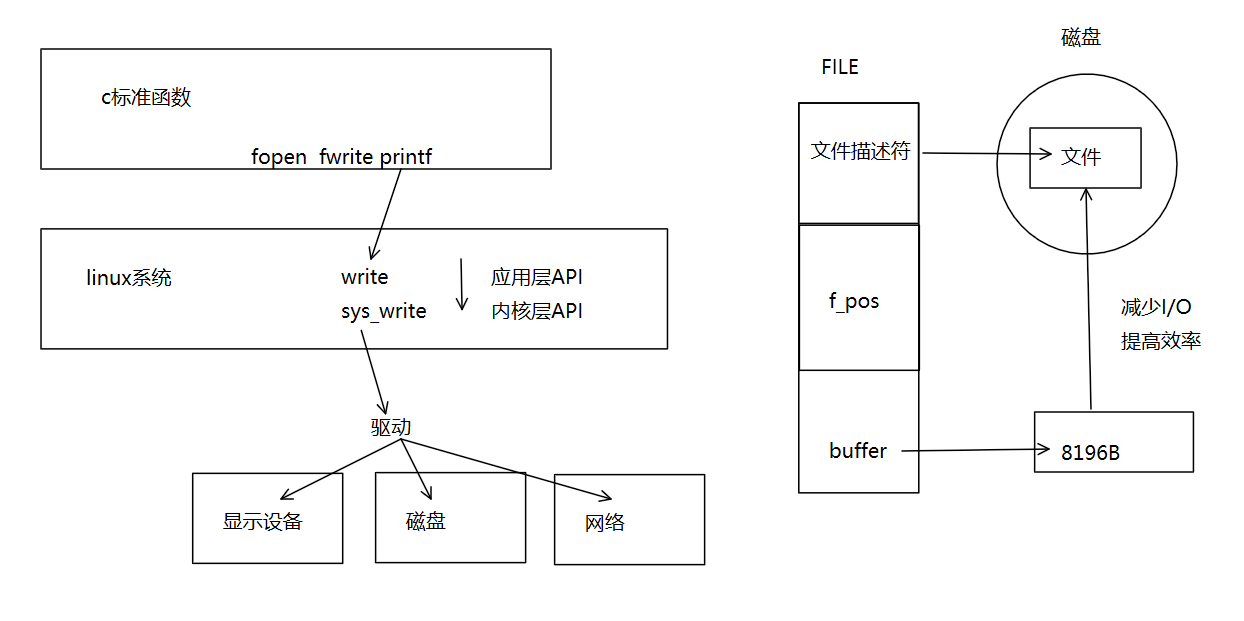 c标准函数
fopen fwrite printf
linux系统
write
应用层API
sys_write
内核层API
驱动
显示设备
磁盘
网络
FILE
磁盘
文件描述符
文件
f_pos
减少I/O
提高效率
buffer
8196B